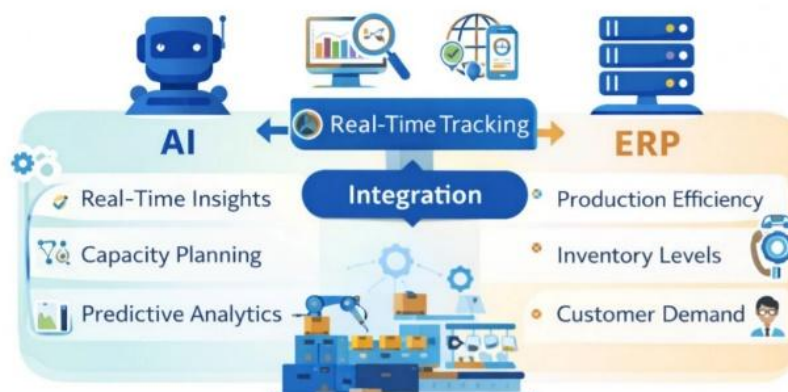 Real-Time Tracking
AI
ERP
Integration
Real-Time Insights
Capacity Planning
Predictive Analytics
Production Efficiency
Inventory Levels
Customer Demand